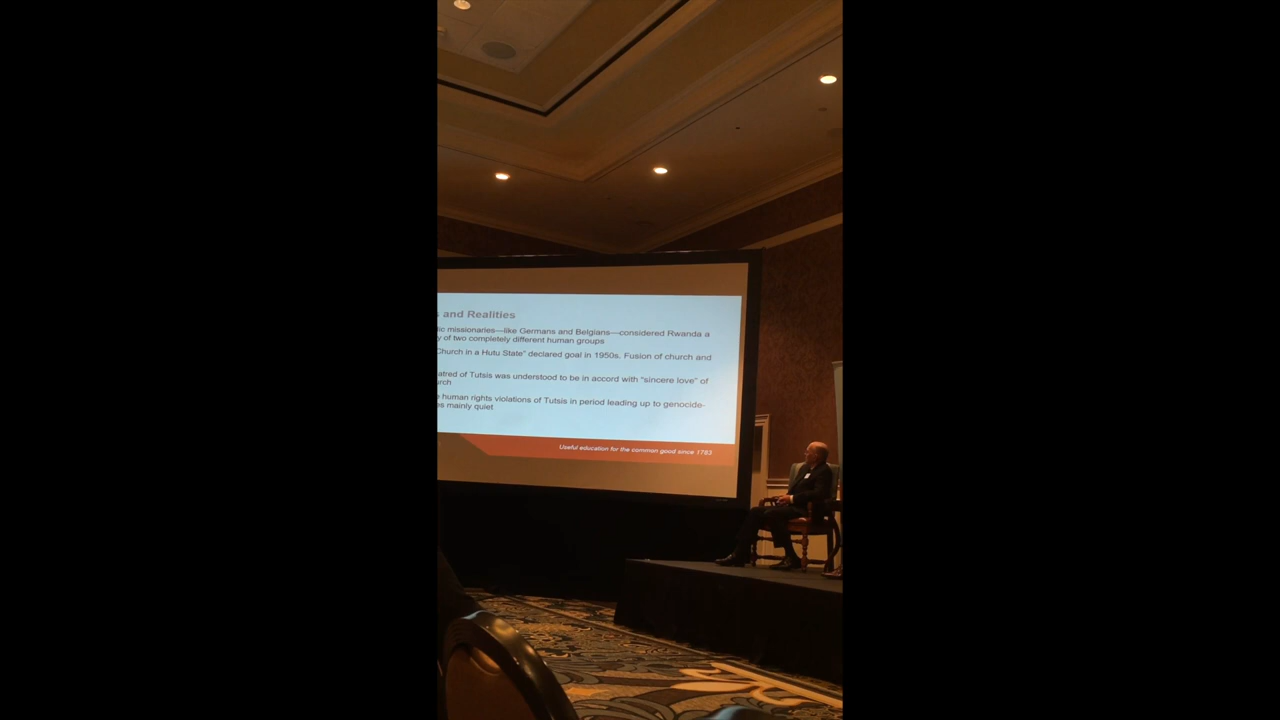 s and Realities
lic missionaries—like Germans and Belgians—considered Rwanda a
y of two completely different human groups
Church in a Hutu State" declared goal in 1950s. Fusion of church and
atred of Tutsis was understood to be in accord with "sincere love" of
rch
e human rights violations of Tutsis in period leading up to genocide-
es mainly quiet
Useful education for the common good since 1783